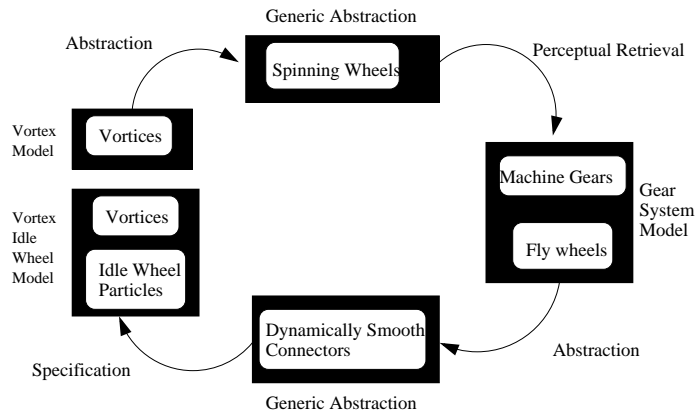 Generic Abstraction
Abstraction
Spinning Wheels
Perceptual Retrieval
Vortex
Model
Vortices
Machine Gears
Fly wheels
Gear
System
Model
Vortex
Idle
Wheel
Model
Vortices
Idle Wheel
Particles
Dynamically Smooth
Connectors
Abstraction
Specification
Generic Abstraction